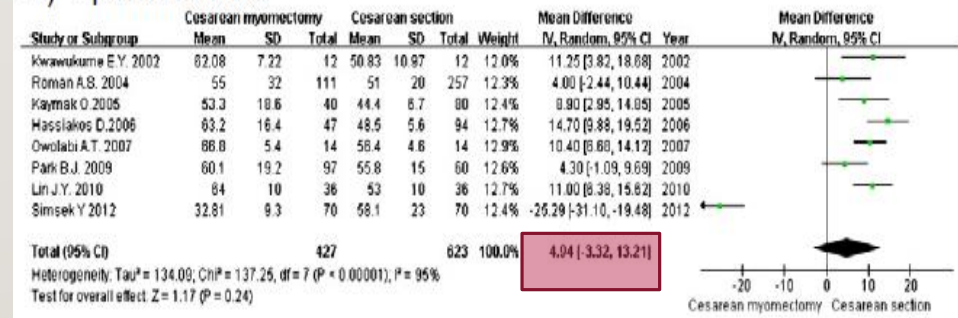 Cesarean myomectomy Cesarean section Mean Difference Mean Difference
Study or Subgroup Mean SD Total Mean SD Total Weight IV, Random, 95% CI Year IV, Random, 95% CI
Kwawukume E.Y. 2002 62.08 7.22 12 50.83 10.97 12 12.0% 11.25 [3.82, 18.68] 2002
Roman A.S. 2004 55 32 111 51 20 257 12.3% 4.00 [-2.44, 10.44] 2004
Kaymak O.2005 53.3 18.6 40 44.4 6.7 80 12.4% 8.90 [2.95, 14.85] 2005
Hassiakos D.2006 63.2 16.4 47 48.5 5.6 94 12.7% 14.70 [9.88, 19.52] 2006
Owolabi A.T. 2007 66.8 5.4 14 56.4 4.6 14 12.9% 10.40 [6.68, 14.12] 2007
Park B.J. 2009 60.1 19.2 97 55.8 15 60 12.6% 4.30 [-1.09, 9.69] 2009
Lin J.Y. 2010 64 10 36 53 10 36 12.7% 11.00 [6.38, 15.62] 2010
Simsek Y 2012 32.81 9.3 70 58.1 23 70 12.4% -25.29 [-31.10, -19.48] 2012
Total (95% CI) 427 623 100.0% 4.94 [-3.32, 13.21]
Heterogeneity: Tau² = 134.09; Chi² = 137.25, df = 7 (P < 0.00001); I² = 95%
Test for overall effect: Z = 1.17 (P = 0.24)
-20 -10 0 10 20
Cesarean myomectomy Cesarean section